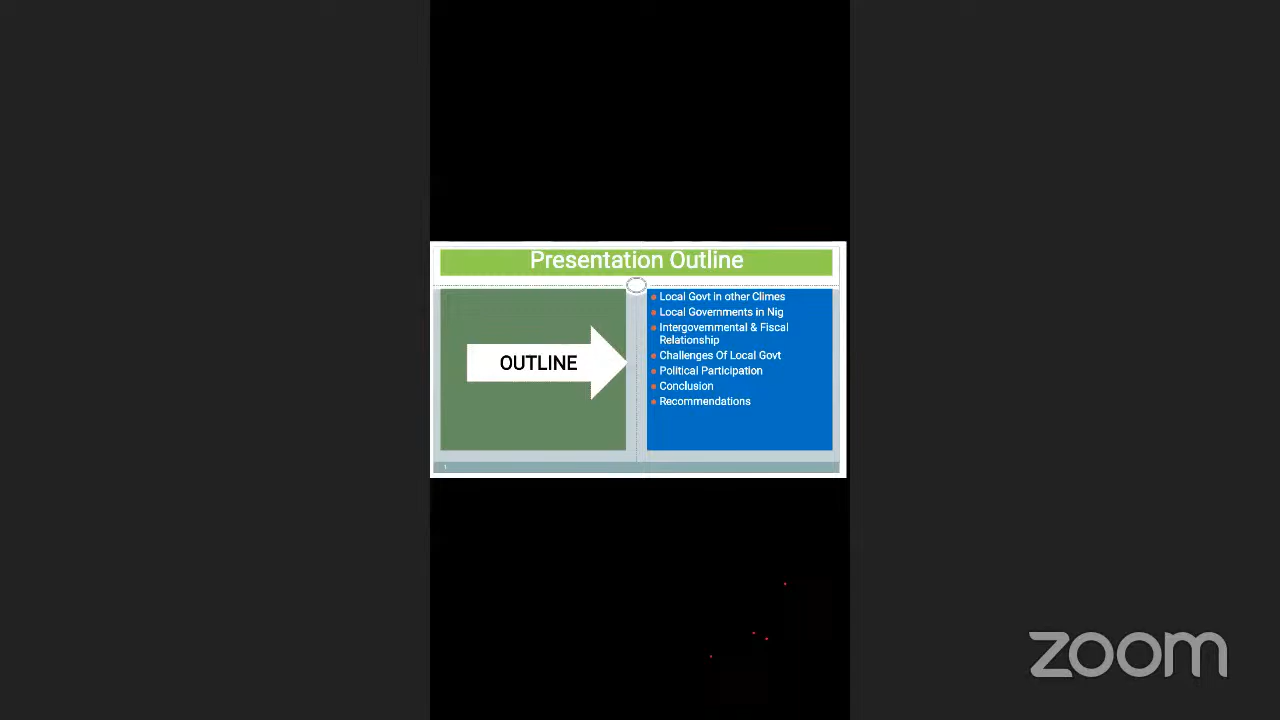 Presentation Outline
OUTLINE
Local Govt in other Climes
Local Governments in Nig
Intergovernmental & Fiscal
Relationship
Challenges Of Local Govt
Political Participation
Conclusion
Recommendations
1
zoom